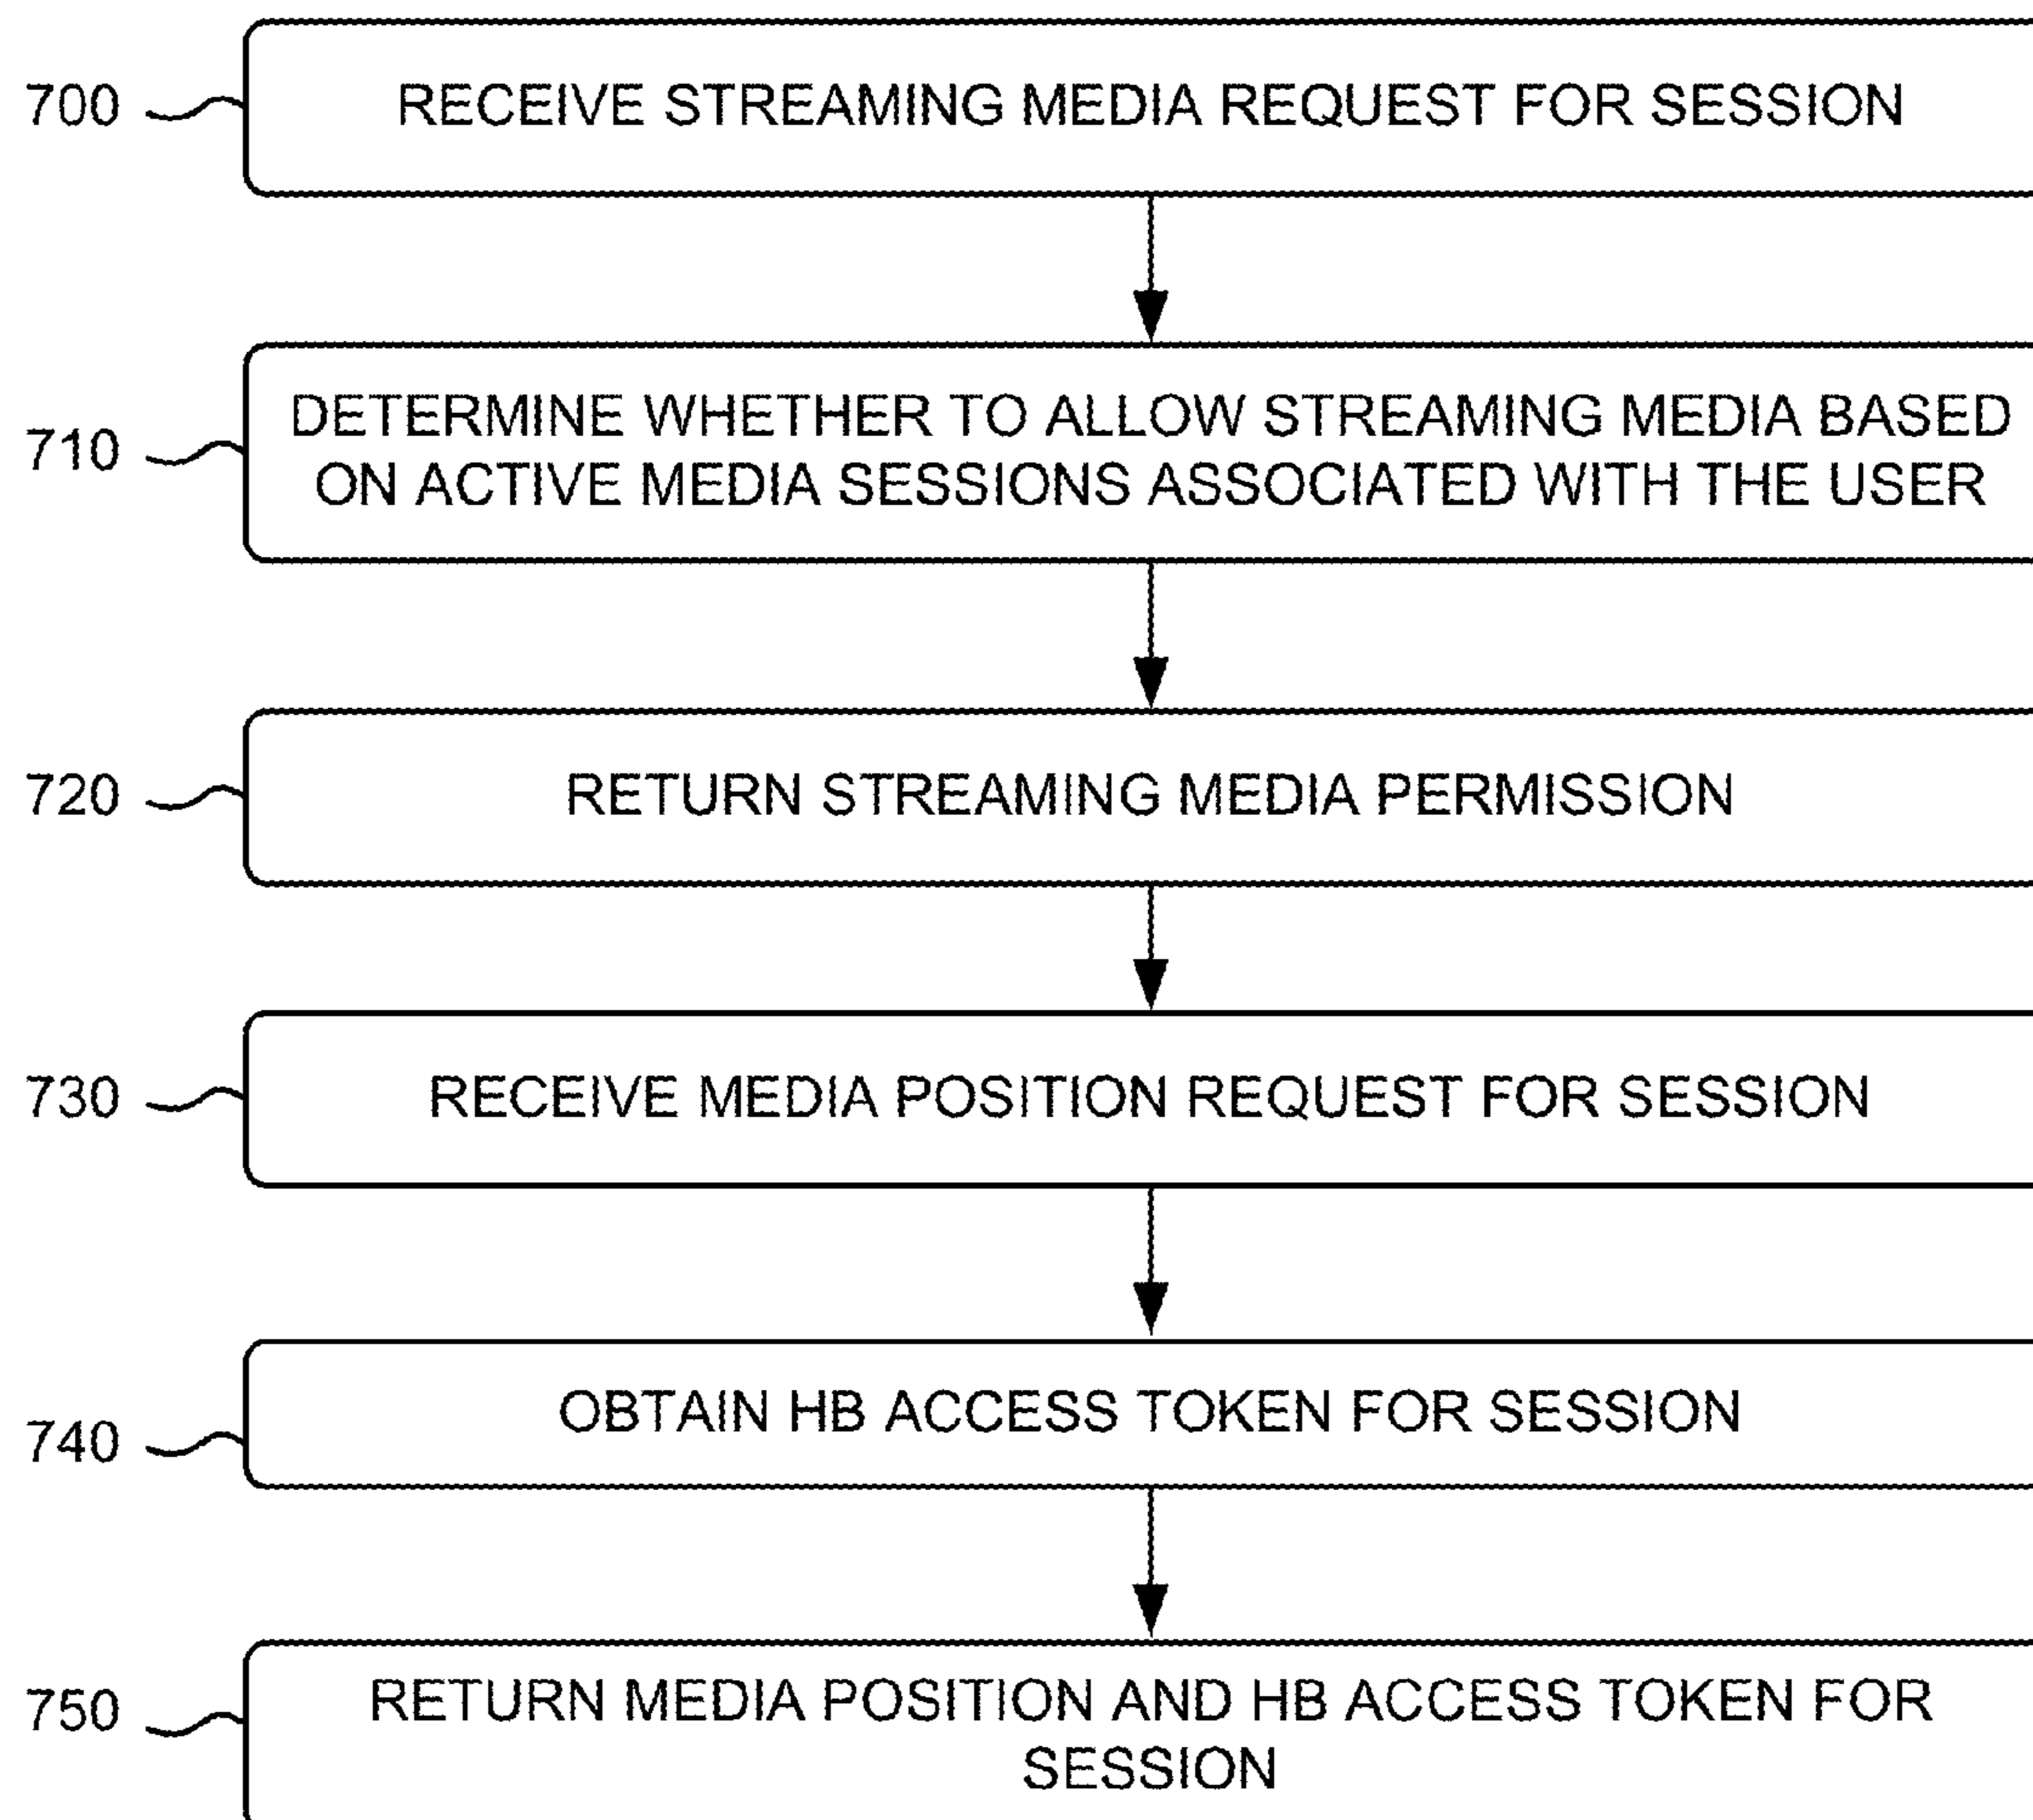 700
RECEIVE STREAMING MEDIA REQUEST FOR SESSION
710
DETERMINE WHETHER TO ALLOW STREAMING MEDIA BASED
ON ACTIVE MEDIA SESSIONS ASSOCIATED WITH THE USER
720
RETURN STREAMING MEDIA PERMISSION
730
RECEIVE MEDIA POSITION REQUEST FOR SESSION
740
OBTAIN HB ACCESS TOKEN FOR SESSION
750
RETURN MEDIA POSITION AND HB ACCESS TOKEN FOR
SESSION